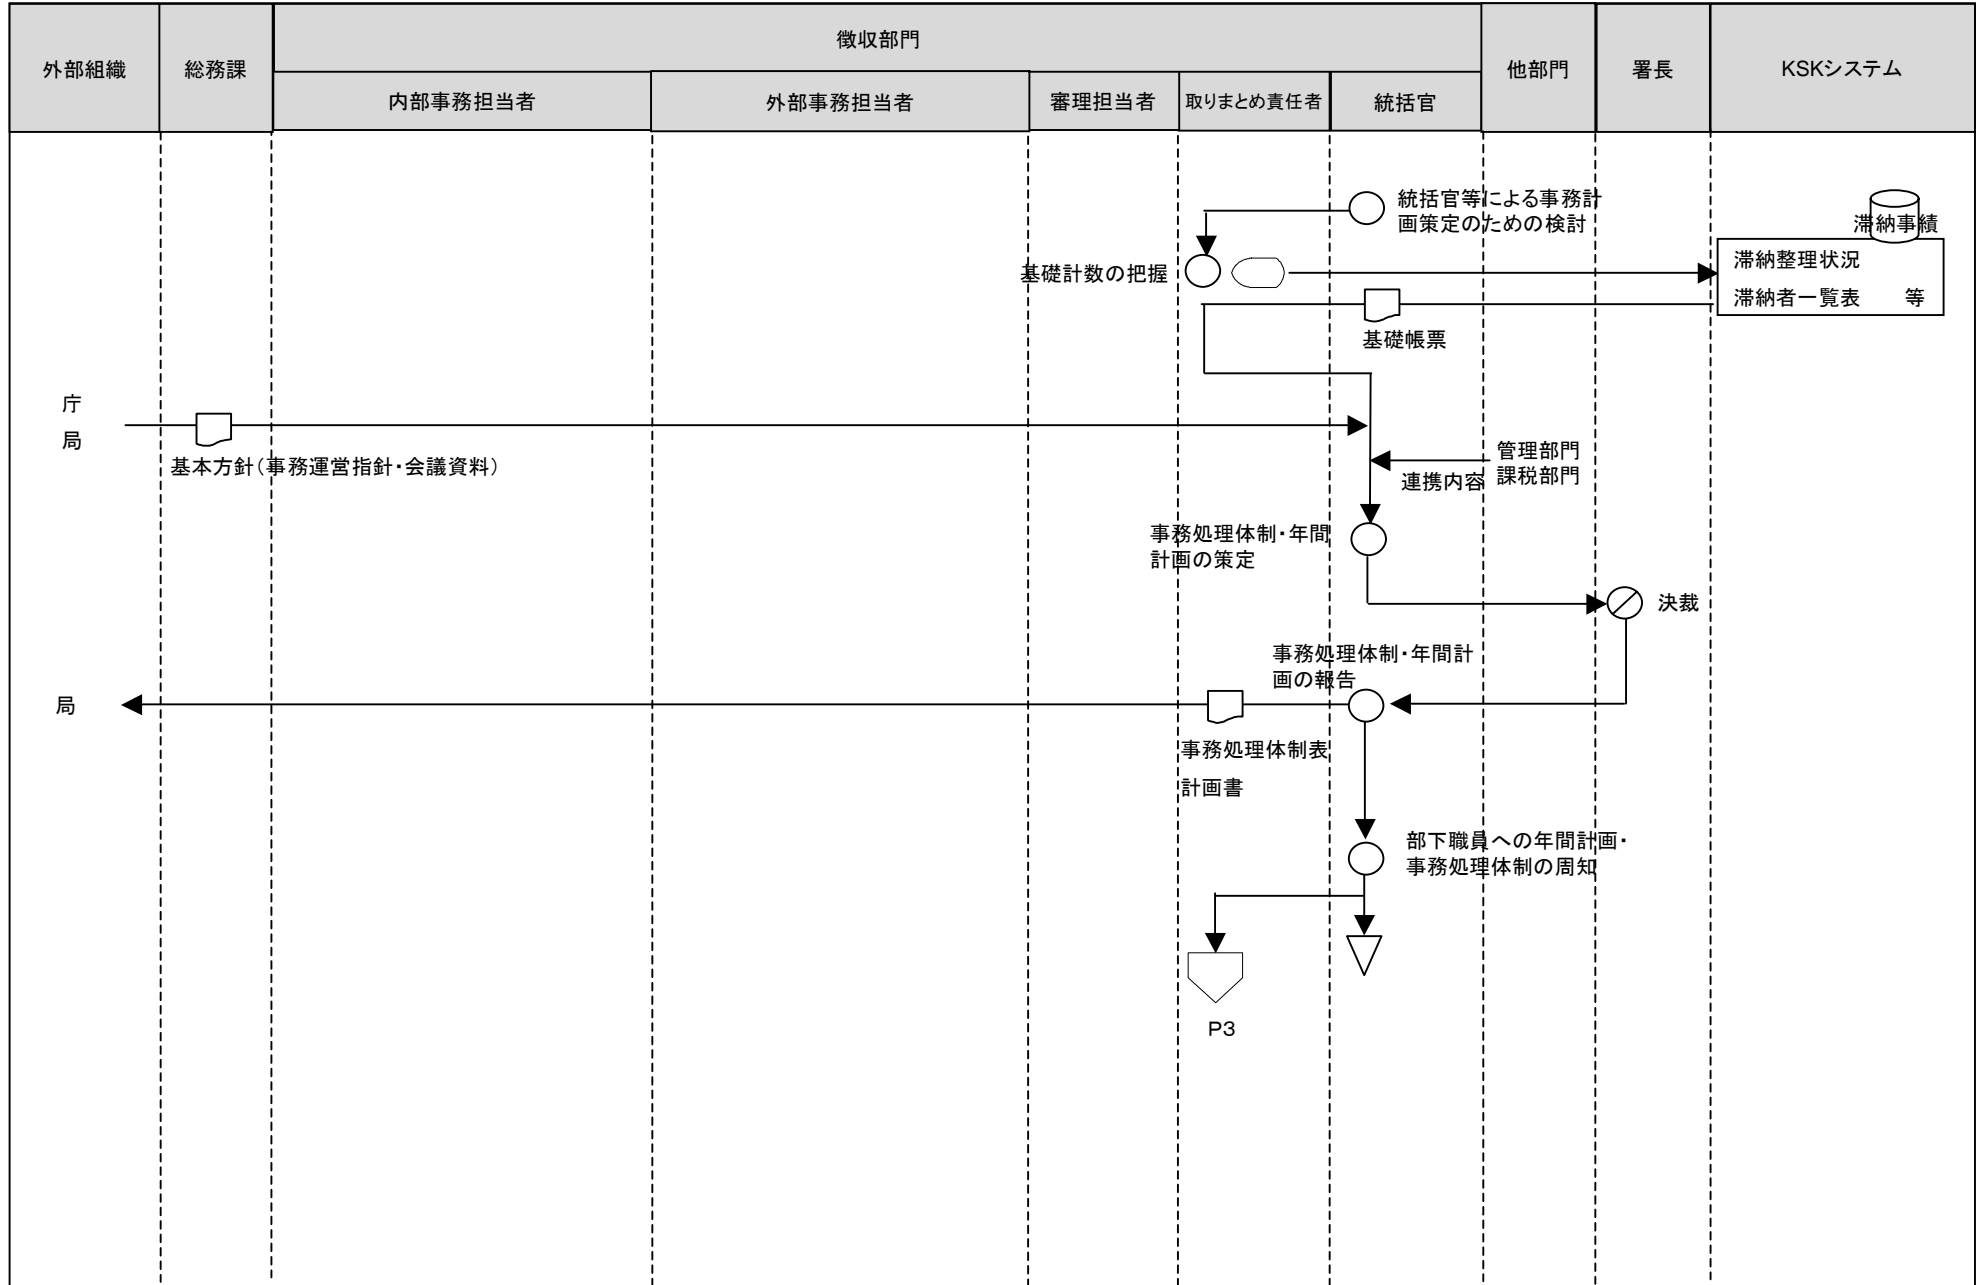 外部組織
総務課
徴収部門
他部門
署長
KSKシステム
内部事務担当者
外部事務担当者
審理担当者
取りまとめ責任者
統括官
統括官等による事務計
画策定のための検討
滞納事績
基礎計数の把握
滞納整理状況
滞納者一覧表　等
基礎帳票
庁
局
基本方針(事務運営指針・会議資料)
管理部門
課税部門
連携内容
事務処理体制・年間
計画の策定
決裁
事務処理体制・年間計
画の報告
局
事務処理体制表
計画書
部下職員への年間計画・
事務処理体制の周知
P3